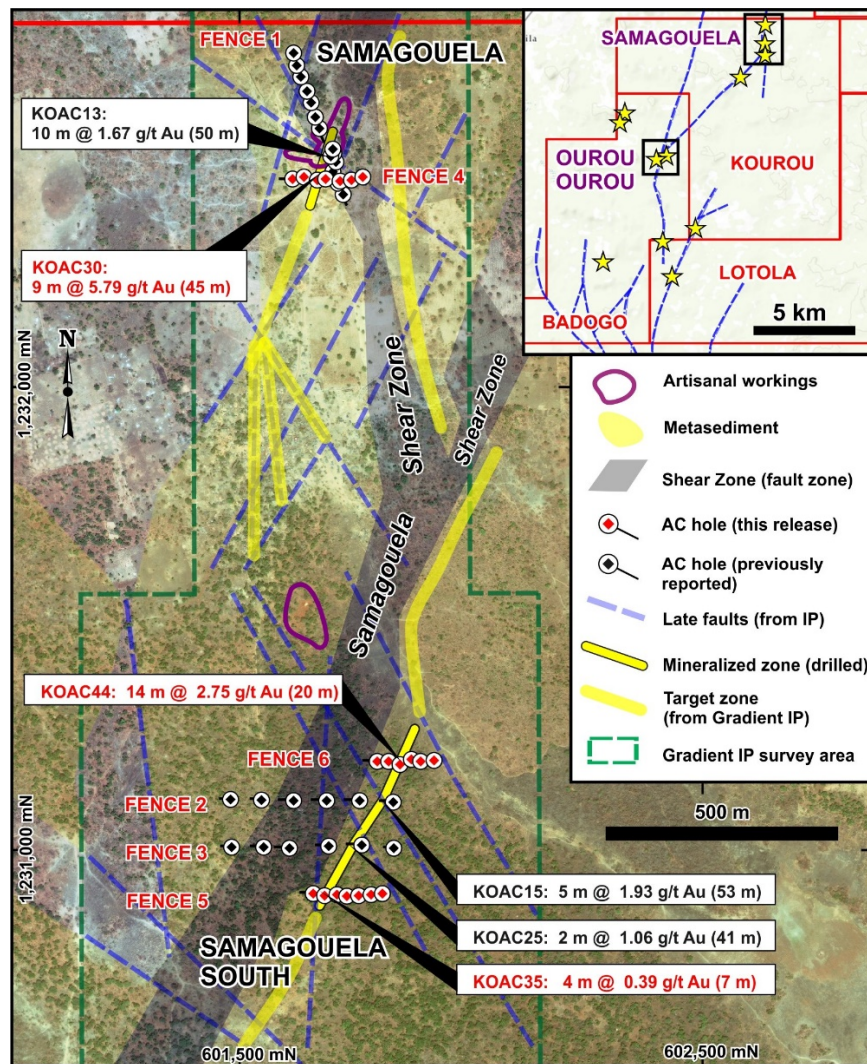 FENCE 1
SAMAGOUELA
KOAC13:
10 m @ 1.67 g/t Au (50 m)
FENCE 4
KOAC30:
9 m @ 5.79 g/t Au (45 m)
N
1,232,000 mN
Shear Zone
Shear Zone
Samagouela
KOAC44: 14 m @ 2.75 g/t Au (20 m)
FENCE 6
FENCE 2
FENCE 3
FENCE 5
1,231,000 mN
SAMAGOUELA
SOUTH
KOAC15: 5 m @ 1.93 g/t Au (53 m)
KOAC25: 2 m @ 1.06 g/t Au (41 m)
KOAC35: 4 m @ 0.39 g/t Au (7 m)
601,500 mN
602,500 mN
500 m
SAMAGOUELA
OUROU
OUROU
KOUROU
LOTOLA
BADOGO
5 km
Artisanal workings
Metasediment
Shear Zone (fault zone)
AC hole (this release)
AC hole (previously
reported)
Late faults (from IP)
Mineralized zone (drilled)
Target zone
(from Gradient IP)
Gradient IP survey area